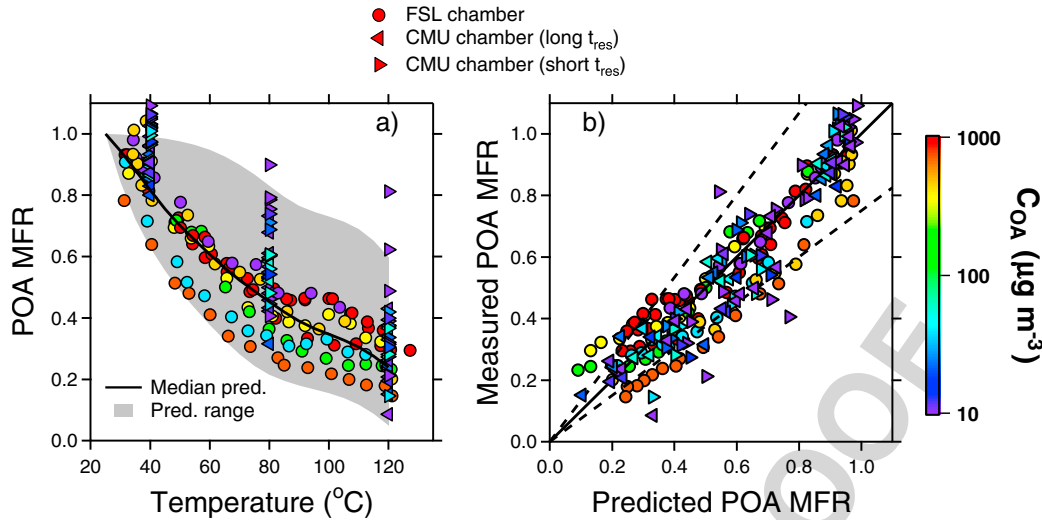 FSL chamber
CMU chamber (long tres)
CMU chamber (short tres)
a)
b)
1.0
0.8
0.6
0.4
0.2
0.0
POA MFR
Median pred.
Pred. range
20
40
60
80
100
120
Temperature (°C)
1.0
0.8
0.6
0.4
0.2
0.0
Measured POA MFR
0.0
0.2
0.4
0.6
0.8
1.0
Predicted POA MFR
1000
100
10
COA (μg m-3)
OOF